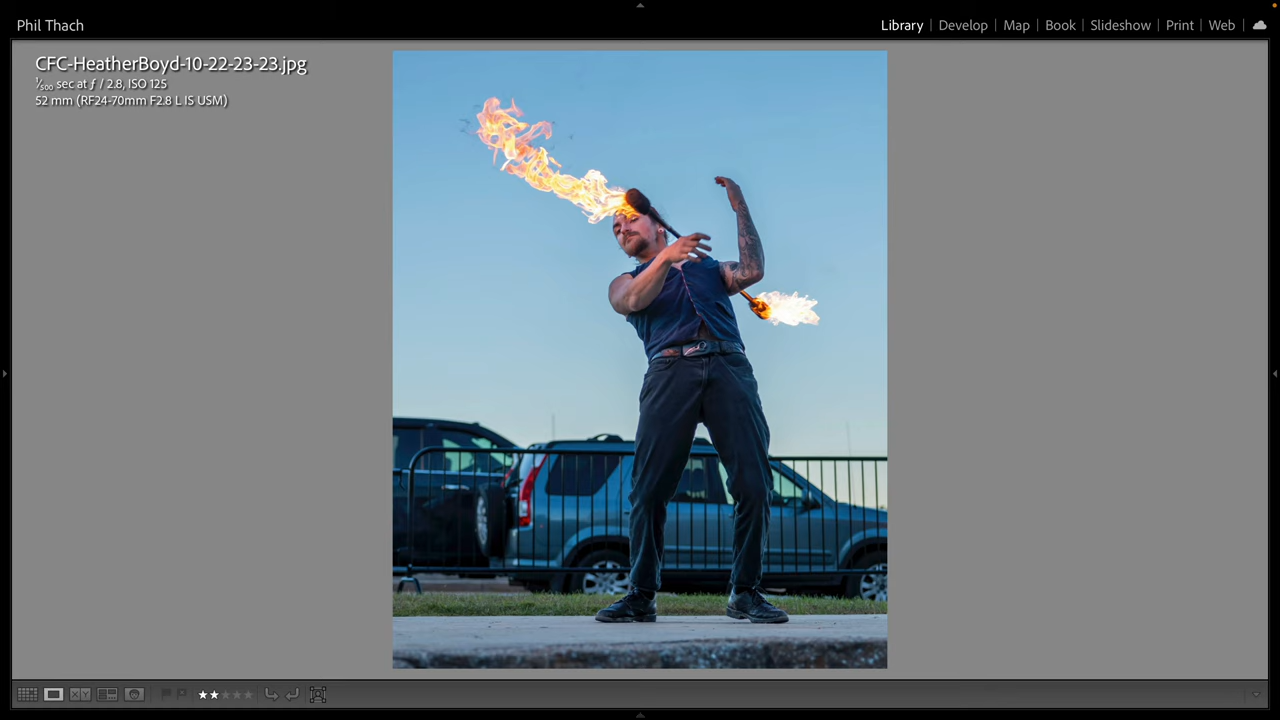 Phil Thach
Library | Develop | Map | Book | Slideshow | Print | Web
CFC-HeatherBoyd-10-22-23-23.jpg
1/500 sec at ƒ / 2.8, ISO 125
52 mm (RF24-70mm F2.8 L IS USM)
XY